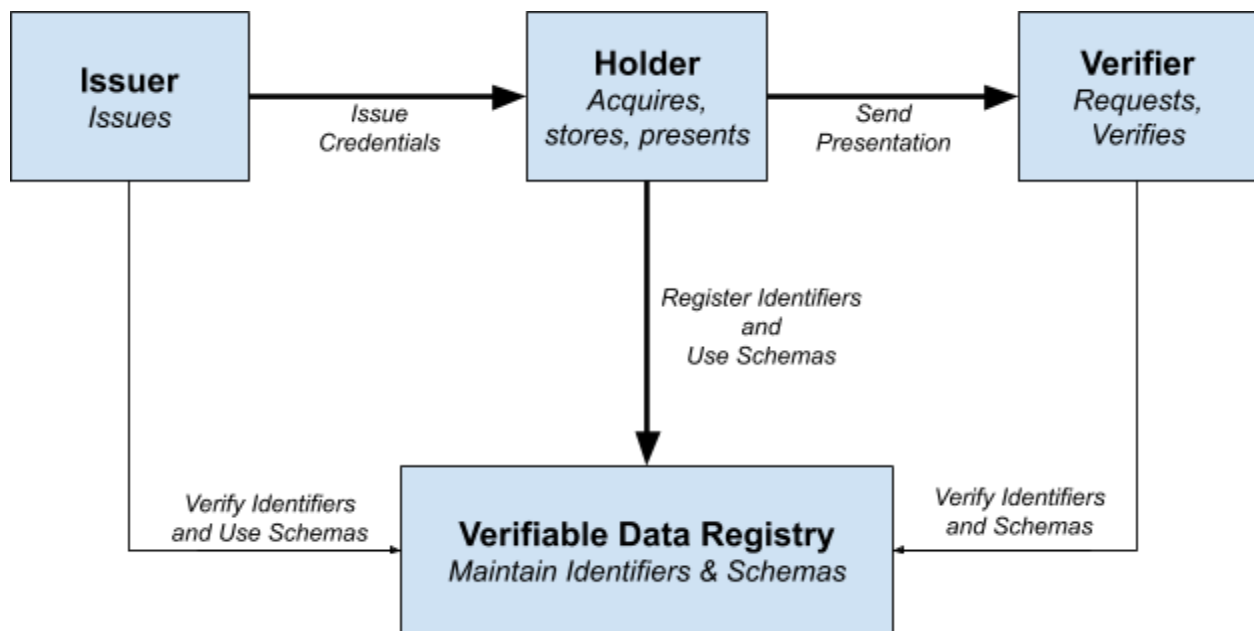 Issuer
Issues
Issue
Credentials
Holder
Acquires,
stores, presents
Send
Presentation
Verifier
Requests,
Verifies
Register Identifiers
and
Use Schemas
Verify Identifiers
and Use Schemas
Verifiable Data Registry
Maintain Identifiers & Schemas
Verify Identifiers
and Schemas